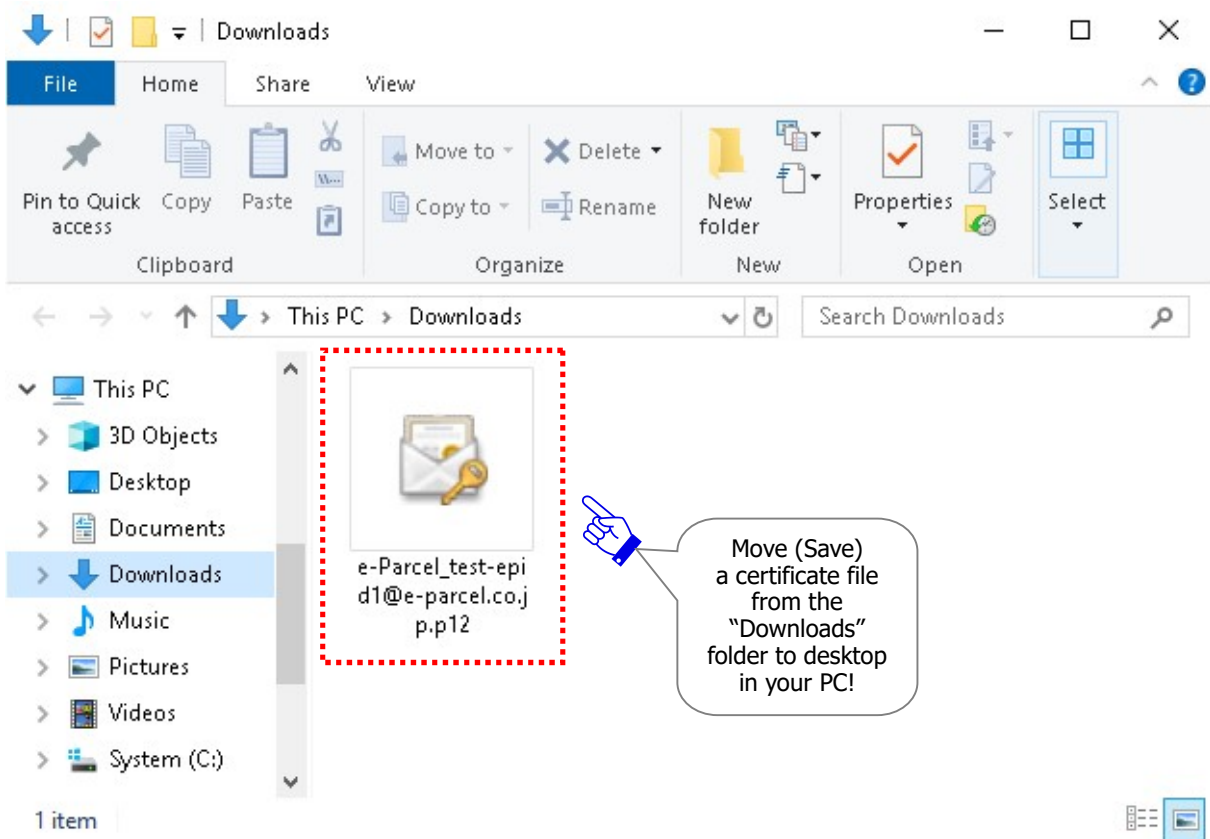 Downloads
File Home Share View
Pin to Quick access
Copy
Paste
Clipboard
Move to
Copy to
Delete
Rename
Organize
New folder
New
Properties
Open
Select
This PC > Downloads
Search Downloads
This PC
3D Objects
Desktop
Documents
Downloads
Music
Pictures
Videos
System (C:)
e-Parcel_test-epi
d1@e-parcel.co.j
p.p12
Move (Save)
a certificate file
from the
“Downloads”
folder to desktop
in your PC!
1 item